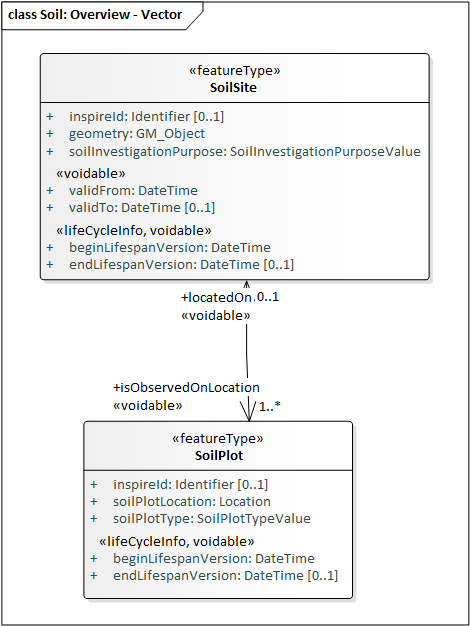 class Soil: Overview - Vector
«featureType»
SoilSite
+ inspireId: Identifier [0..1]
+ geometry: GM_Object
+ soilInvestigationPurpose: SoilInvestigationPurposeValue
«voidable»
+ validFrom: DateTime
+ validTo: DateTime [0..1]
«lifeCycleInfo, voidable»
+ beginLifespanVersion: DateTime
+ endLifespanVersion: DateTime [0..1]
+locatedOn 0..1
«voidable»
+isObservedOnLocation
«voidable» 1..*
«featureType»
SoilPlot
+ inspireId: Identifier [0..1]
+ soilPlotLocation: Location
+ soilPlotType: SoilPlotTypeValue
«lifeCycleInfo, voidable»
+ beginLifespanVersion: DateTime
+ endLifespanVersion: DateTime [0..1]